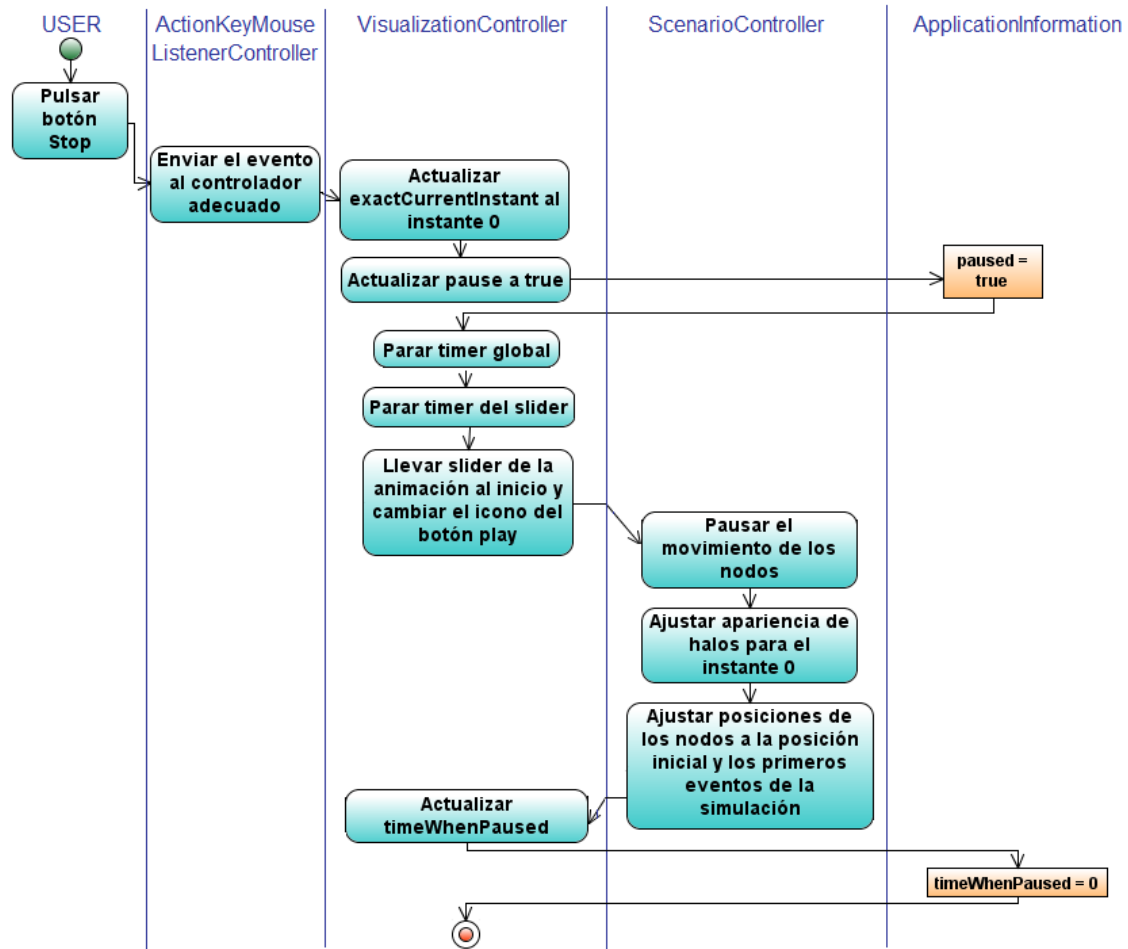 USER
ActionKeyMouse
ListenerController
VisualizationController
ScenarioController
ApplicationInformation
Pulsar
botón
Stop
Enviar el evento
al controlador
adecuado
Actualizar
exactCurrentInstant al
instante 0
Actualizar pause a true
paused =
true
Parar timer global
Parar timer del slider
Llevar slider de la
animación al inicio y
cambiar el icono del
botón play
Pausar el
movimiento de los
nodos
Ajustar apariencia de
halos para el
instante 0
Ajustar posiciones de
los nodos a la posición
inicial y los primeros
eventos de la
simulación
Actualizar
timeWhenPaused
timeWhenPaused = 0